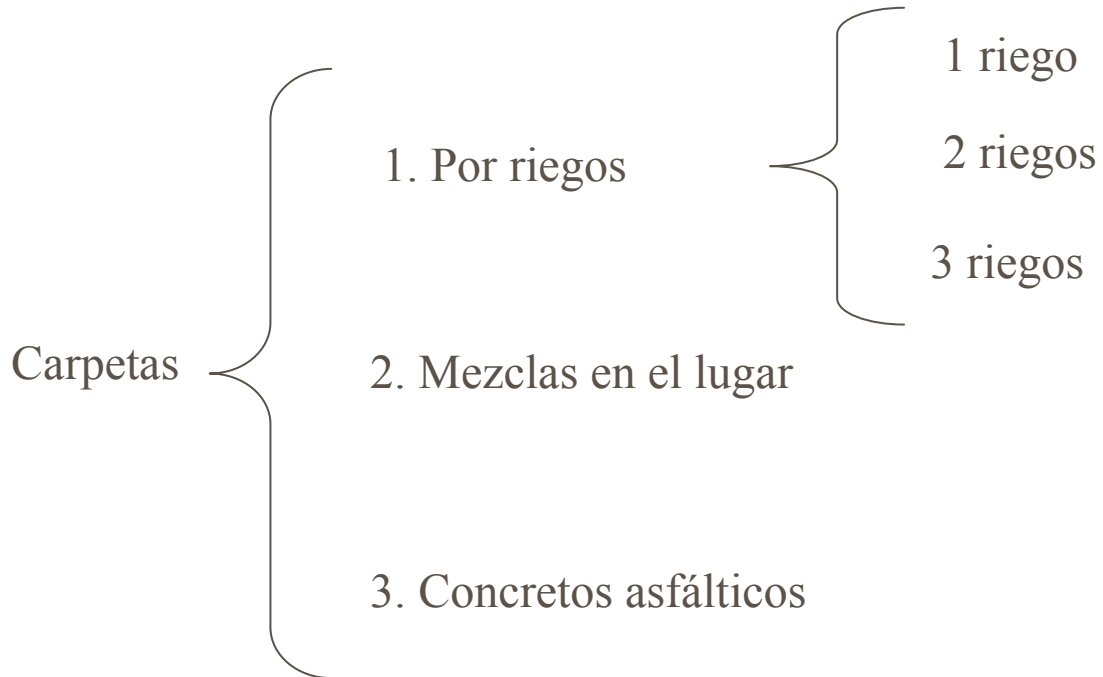 Carpetas
1. Por riegos
1 riego
2 riegos
3 riegos
2. Mezclas en el lugar
3. Concretos asfálticos